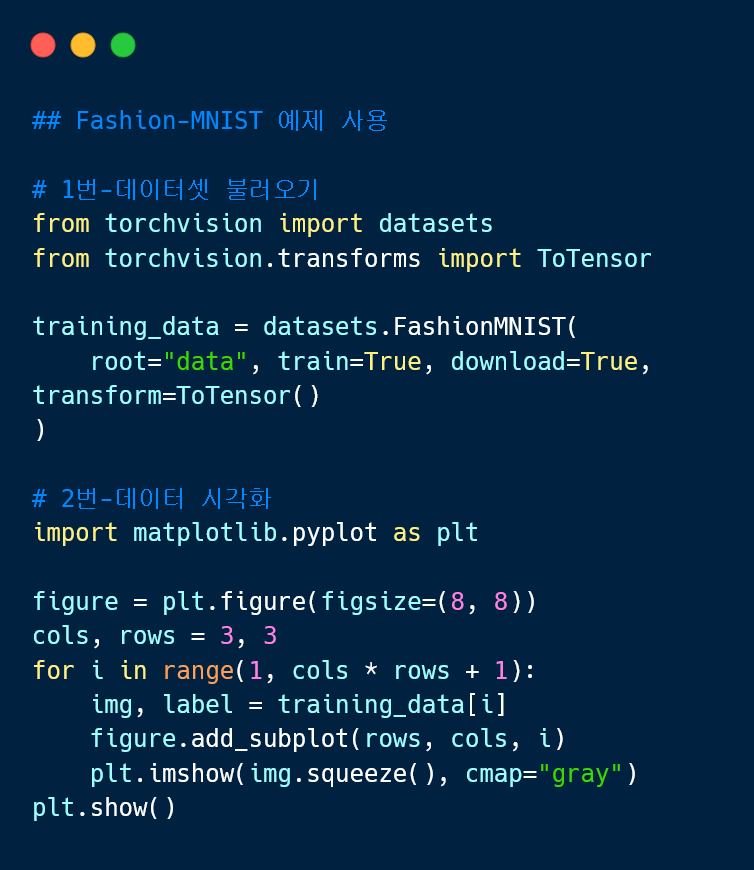 ## Fashion-MNIST 예제 사용
# 1번-데이터셋 불러오기
from torchvision import datasets
from torchvision.transforms import ToTensor
training_data = datasets.FashionMNIST(
    root="data", train=True, download=True,
transform=ToTensor()
)
# 2번-데이터 시각화
import matplotlib.pyplot as plt
figure = plt.figure(figsize=(8, 8))
cols, rows = 3, 3
for i in range(1, cols * rows + 1):
    img, label = training_data[i]
    figure.add_subplot(rows, cols, i)
    plt.imshow(img.squeeze(), cmap="gray")
plt.show()